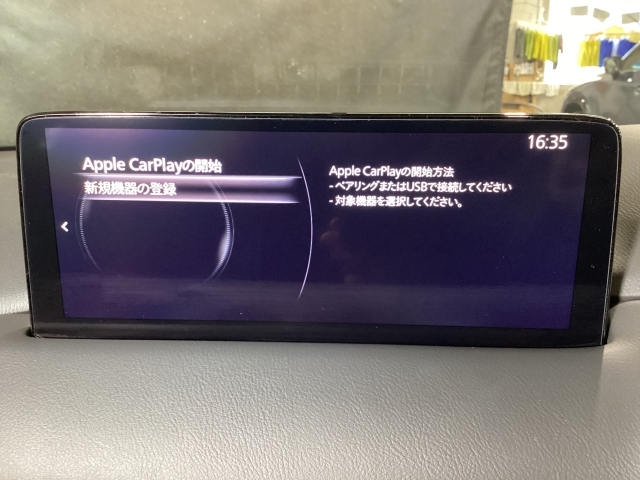 16:35
Apple CarPlayの開始
新規機器の登録
Apple CarPlayの開始方法
- ペアリングまたはUSBで接続してください
- 対象機器を選択してください。